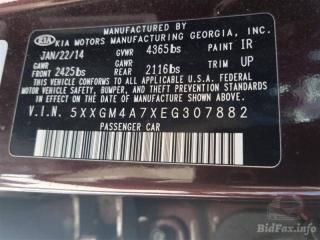 MANUFACTURED BY
KIA KIA MOTORS MANUFACTURING GEORGIA, INC.
JAN/22/14 GVWR 4365lbs PAINT IR
GAWR GAWR
FRONT 2425lbs REAR 2116lbs TRIM UP
THIS VEHICLE CONFORMS TO ALL APPLICABLE U.S.A. FEDERAL MOTOR VEHICLE
SAFETY, BUMPER, AND THEFT PREVENTION STANDARDS IN
EFFECT ON THE DATE OF MANUFACTURE SHOWN ABOVE.
V.I.N. 5XXGM4A7XEG307882
PASSENGER CAR
BidFax.info